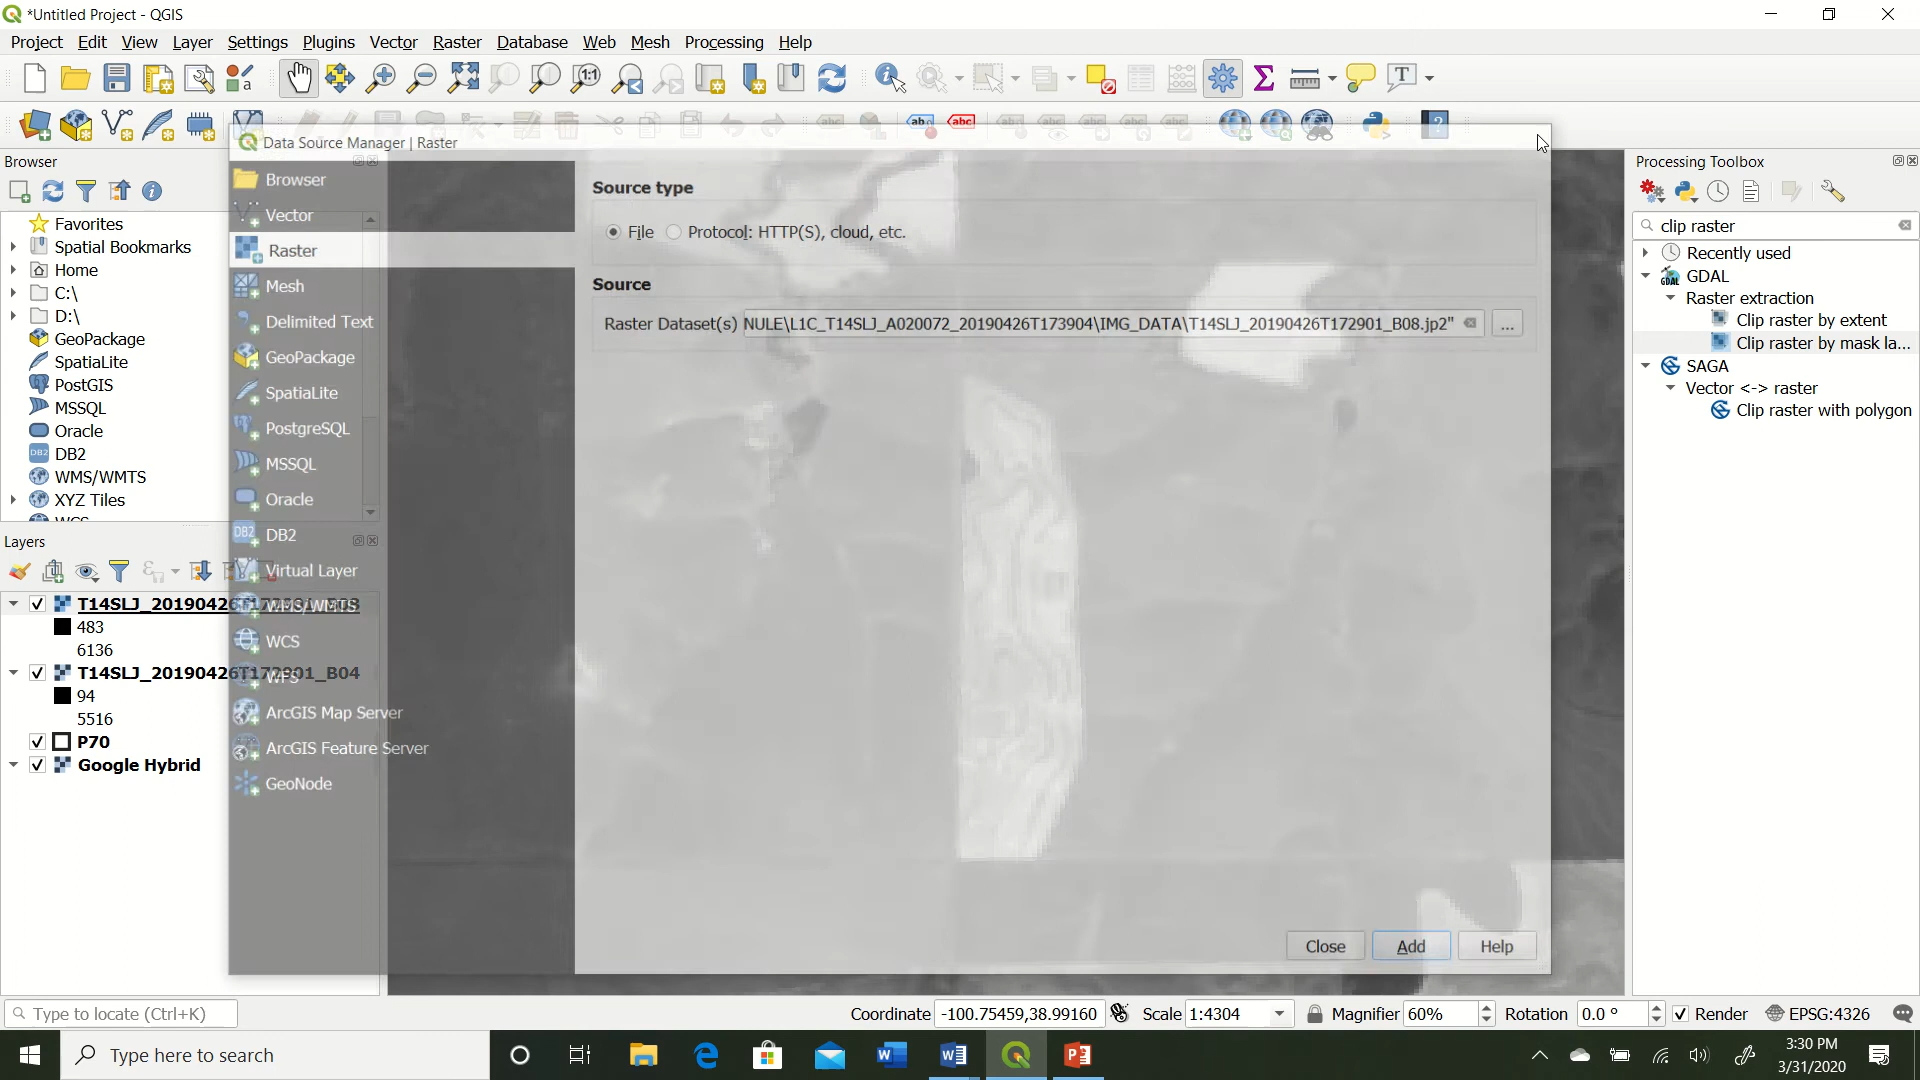 *Untitled Project - QGIS
Project Edit View Layer Settings Plugins Vector Raster Database Web Mesh Processing Help
Browser
Favorites
Spatial Bookmarks
Home
C:\
D:\
GeoPackage
SpatiaLite
PostGIS
MSSQL
Oracle
DB2
WMS/WMTS
XYZ Tiles
WCS
Layers
483
6136
T14SLJ_20190426T172901_B04
94
5516
P70
Google Hybrid
Data Source Manager | Raster
Browser
Vector
Raster
Mesh
Delimited Text
GeoPackage
SpatiaLite
PostgreSQL
MSSQL
Oracle
DB2
Virtual Layer
WMS/WMTS
WCS
WFS
ArcGIS Map Server
ArcGIS Feature Server
GeoNode
Source type
File Protocol: HTTP(S), cloud, etc.
Source
Raster Dataset(s) NULE\L1C_T14SLJ_A020072_20190426T173904\IMG_DATA\T14SLJ_20190426T172901_B08.jp2" ...
Close Add Help
Processing Toolbox
clip raster
Recently used
GDAL
Raster extraction
Clip raster by extent
Clip raster by mask la...
SAGA
Vector <-> raster
Clip raster with polygon
Type to locate (Ctrl+K) Coordinate -100.75459,38.99160 Scale 1:4304 Magnifier 60% Rotation 0.0 ° Render EPSG:4326
Type here to search
3:30 PM
3/31/2020